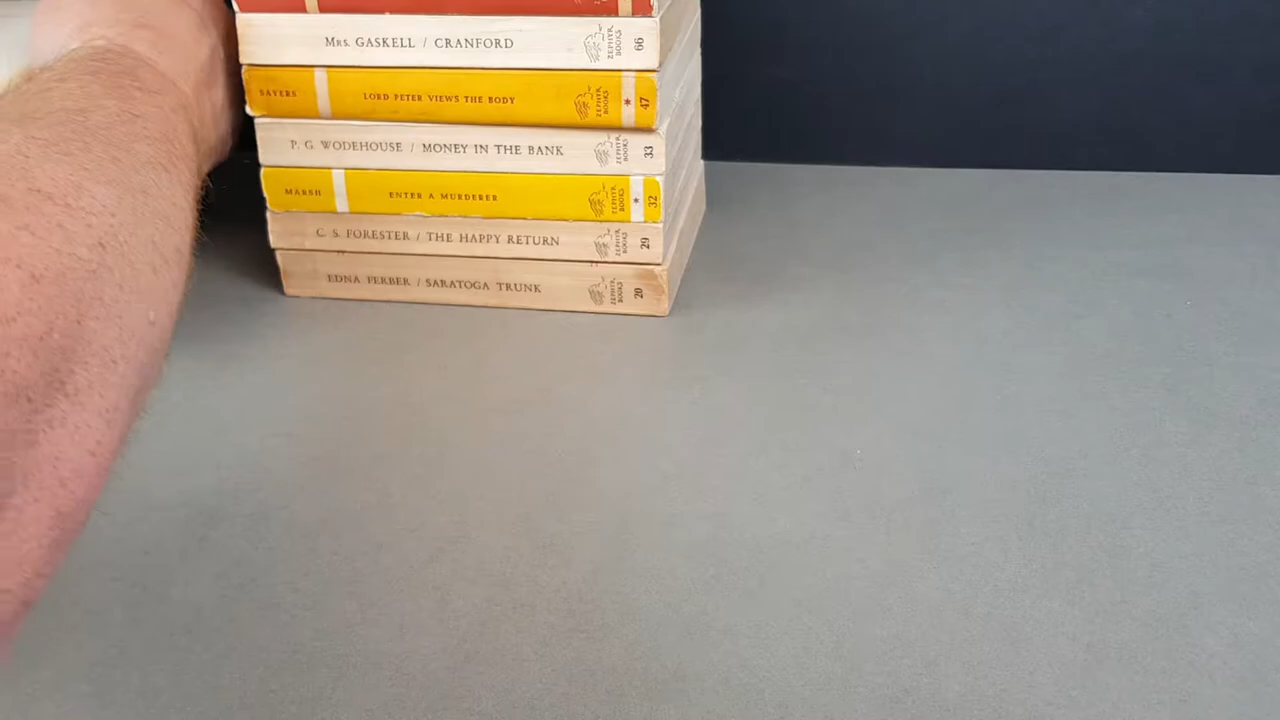 MRS. GASKELL / CRANFORD ZEPHYR BOOKS 66
SAYERS LORD PETER VIEWS THE BODY ZEPHYR BOOKS * 47
P. G. WODEHOUSE / MONEY IN THE BANK ZEPHYR BOOKS 33
MARSH ENTER A MURDERER ZEPHYR BOOKS * 32
C. S. FORESTER / THE HAPPY RETURN ZEPHYR BOOKS 29
EDNA FERBER / SARATOGA TRUNK ZEPHYR BOOKS 20